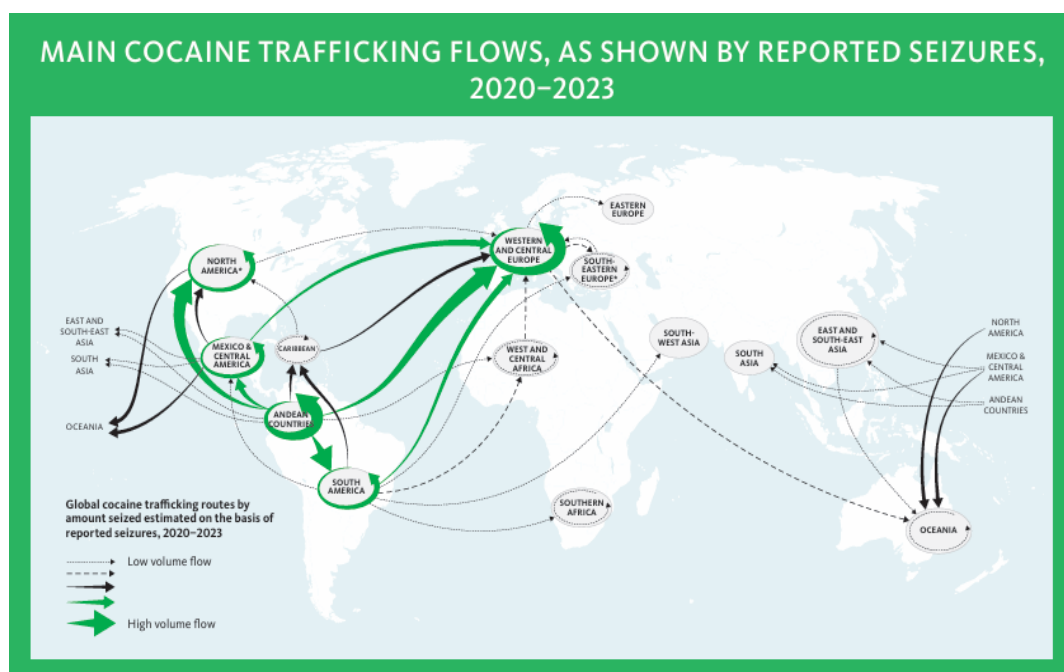 MAIN COCAINE TRAFFICKING FLOWS, AS SHOWN BY REPORTED SEIZURES,
2020–2023
EASTERN
EUROPE
WESTERN
AND CENTRAL
EUROPE
SOUTH-
EASTERN
EUROPE*
NORTH
AMERICA*
EAST AND
SOUTH-EAST
ASIA
SOUTH
ASIA
MEXICO &
CENTRAL
AMERICA
CARIBBEAN
WEST AND
CENTRAL
AFRICA
SOUTH-
WEST ASIA
SOUTH
ASIA
EAST AND
SOUTH-EAST
ASIA
NORTH
AMERICA
MEXICO &
CENTRAL
AMERICA
ANDEAN
COUNTRIES
OCEANIA
ANDEAN
COUNTRIES
SOUTH
AMERICA
SOUTHERN
AFRICA
OCEANIA
Global cocaine trafficking routes by
amount seized estimated on the basis of
reported seizures, 2020–2023
Low volume flow
High volume flow